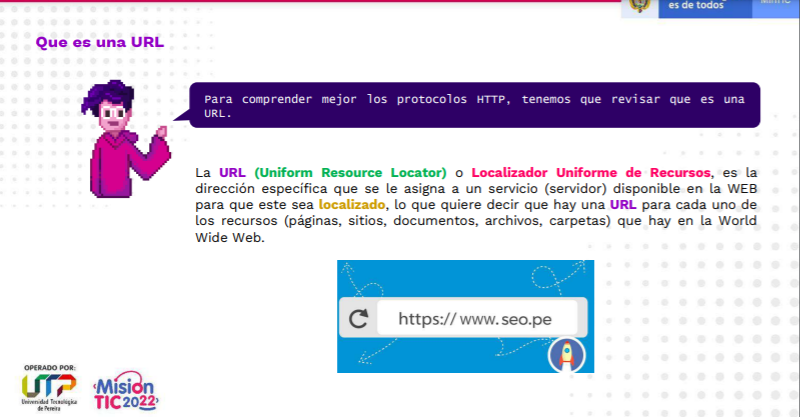 es de todos
MinTIC
Que es una URL
Para comprender mejor los protocolos HTTP, tenemos que revisar que es una
URL.
La URL (Uniform Resource Locator) o Localizador Uniforme de Recursos, es la
dirección específica que se le asigna a un servicio (servidor) disponible en la WEB
para que este sea localizado, lo que quiere decir que hay una URL para cada uno de
los recursos (páginas, sitios, documentos, archivos, carpetas) que hay en la World
Wide Web.
https://www.seo.pe
OPERADO POR:
UTP
Universidad Tecnológica
de Pereira
‹Misión
TIC2022›